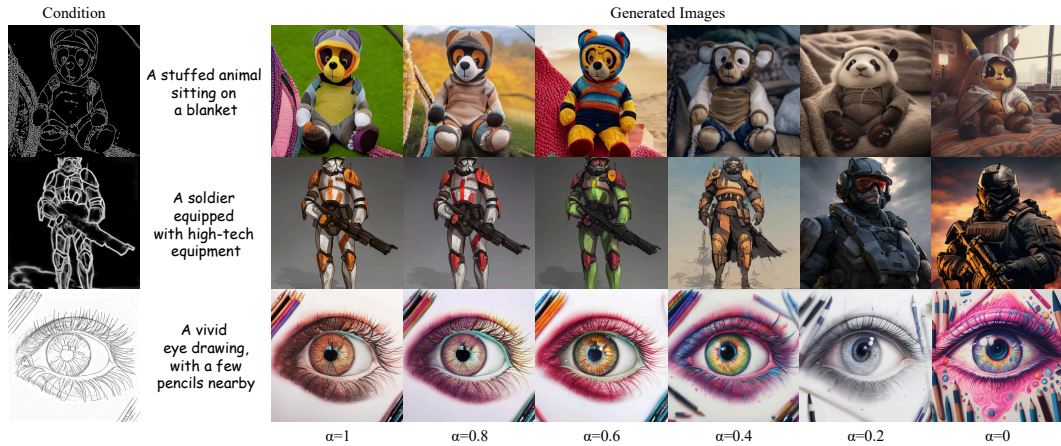 Condition
Generated Images
A stuffed animal
sitting on
a blanket
A soldier
equipped
with high-tech
equipment
A vivid
eye drawing,
with a few
pencils nearby
α=1
α=0.8
α=0.6
α=0.4
α=0.2
α=0